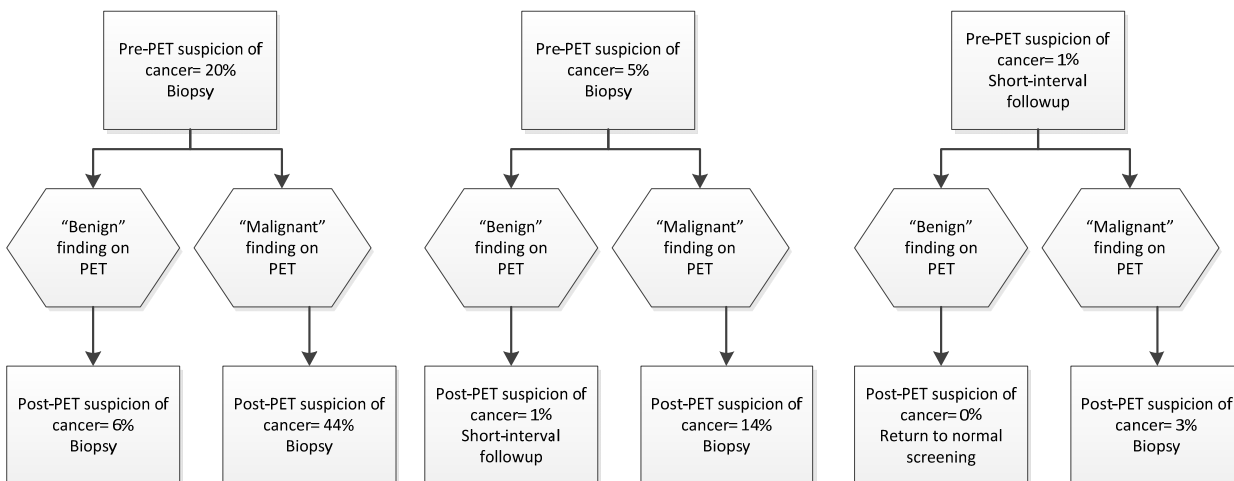 Pre-PET suspicion of
cancer= 20%
Biopsy
Pre-PET suspicion of
cancer= 5%
Biopsy
Pre-PET suspicion of
cancer= 1%
Short-interval
followup
“Benign”
finding on
PET
“Malignant”
finding on
PET
“Benign”
finding on
PET
“Malignant”
finding on
PET
“Benign”
finding on
PET
“Malignant”
finding on
PET
Post-PET suspicion of
cancer= 6%
Biopsy
Post-PET suspicion of
cancer= 44%
Biopsy
Post-PET suspicion of
cancer= 1%
Short-interval
followup
Post-PET suspicion of
cancer= 14%
Biopsy
Post-PET suspicion of
cancer= 0%
Return to normal
screening
Post-PET suspicion of
cancer= 3%
Biopsy